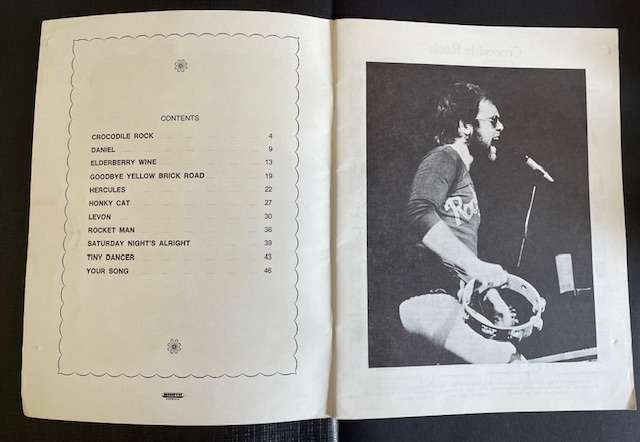 CONTENTS
CROCODILE ROCK 4
DANIEL 9
ELDERBERRY WINE 13
GOODBYE YELLOW BRICK ROAD 19
HERCULES 22
HONKY CAT 27
LEVON 30
ROCKET MAN 36
SATURDAY NIGHT'S ALRIGHT 39
TINY DANCER 43
YOUR SONG 46